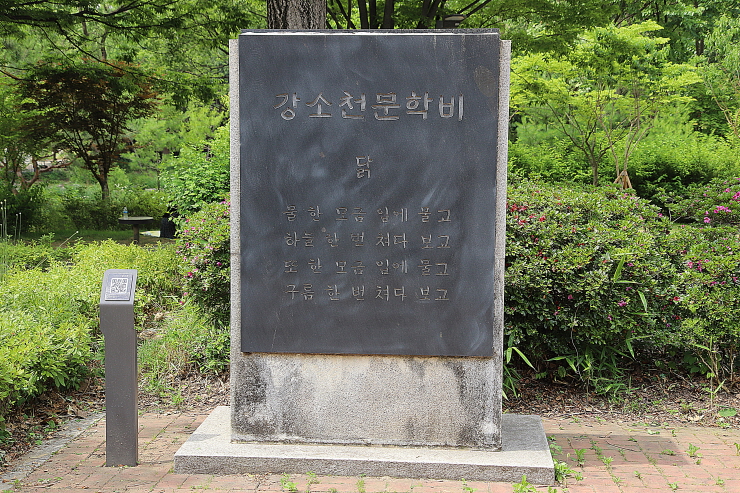 강소천문학비
닭
물 한 모금 입에 물고
하늘 한 번 쳐다 보고
또 한 모금 입에 물고
구름 한 번 쳐다 보고